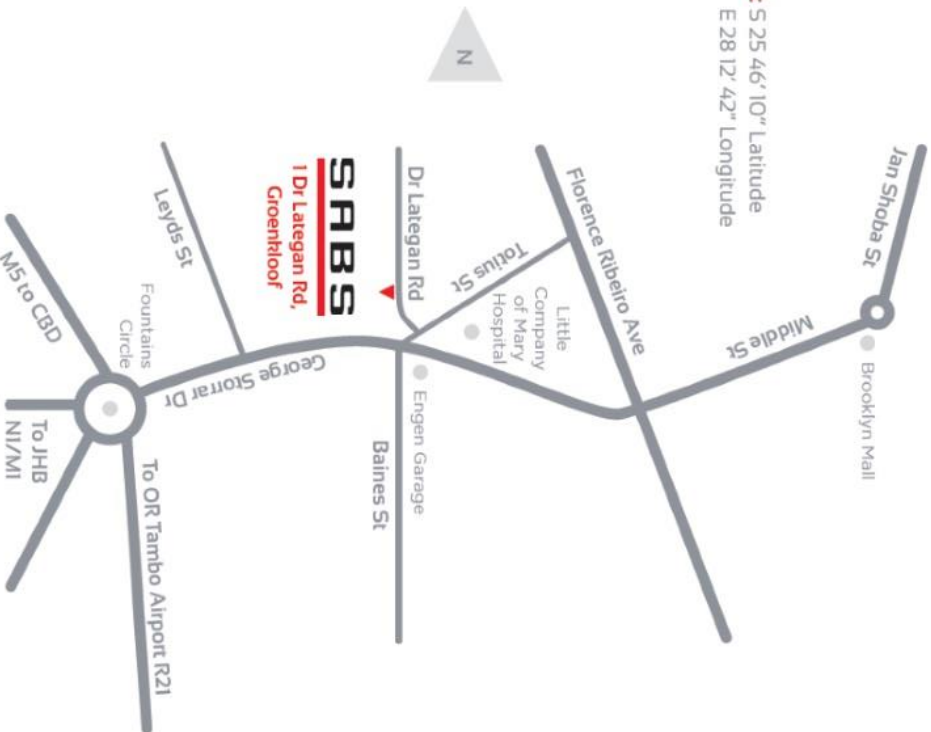 S 25 46' 10" Latitude
E 28 12' 42" Longitude
N
Jan Shoba St
Brooklyn Mall
Middle St
Florence Ribeiro Ave
Little
Company
of Mary
Hospital
Totius St
Dr Lategan Rd
Engen Garage
SABS
1 Dr Lategan Rd,
Groenkloof
Baines St
George Storrar Dr
Leyds St
Fountains
Circle
M5 to CBD
To JHB
N1/M1
To OR Tambo Airport R21